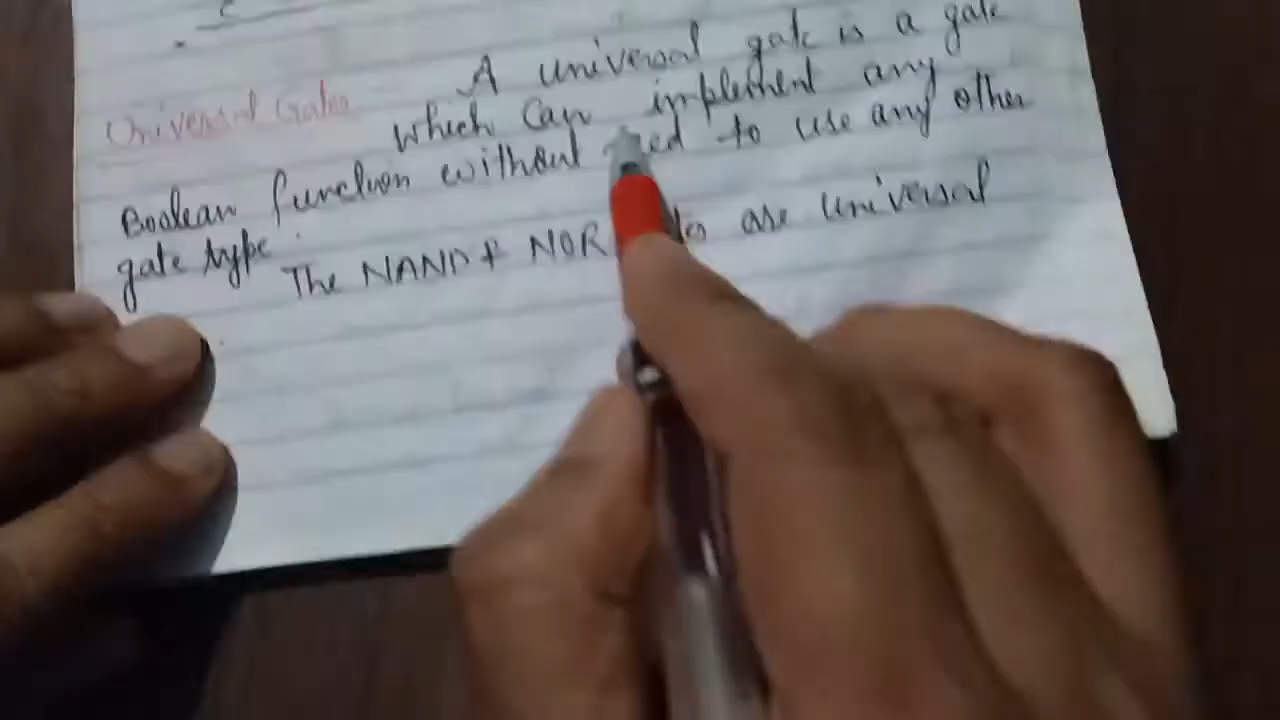 A universal gate is a gate
Universal Gates
which can implement any
Boolean function without need to use any other
gate type.
The NAND & NOR are universal